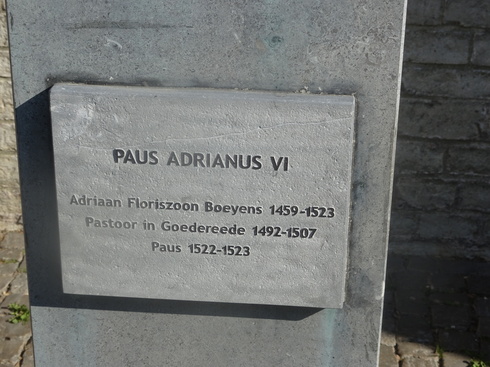 PAUS ADRIANUS VI
Adriaan Floriszoon Boeyens 1459-1523
Pastoor in Goedereede 1492-1507
Paus 1522-1523